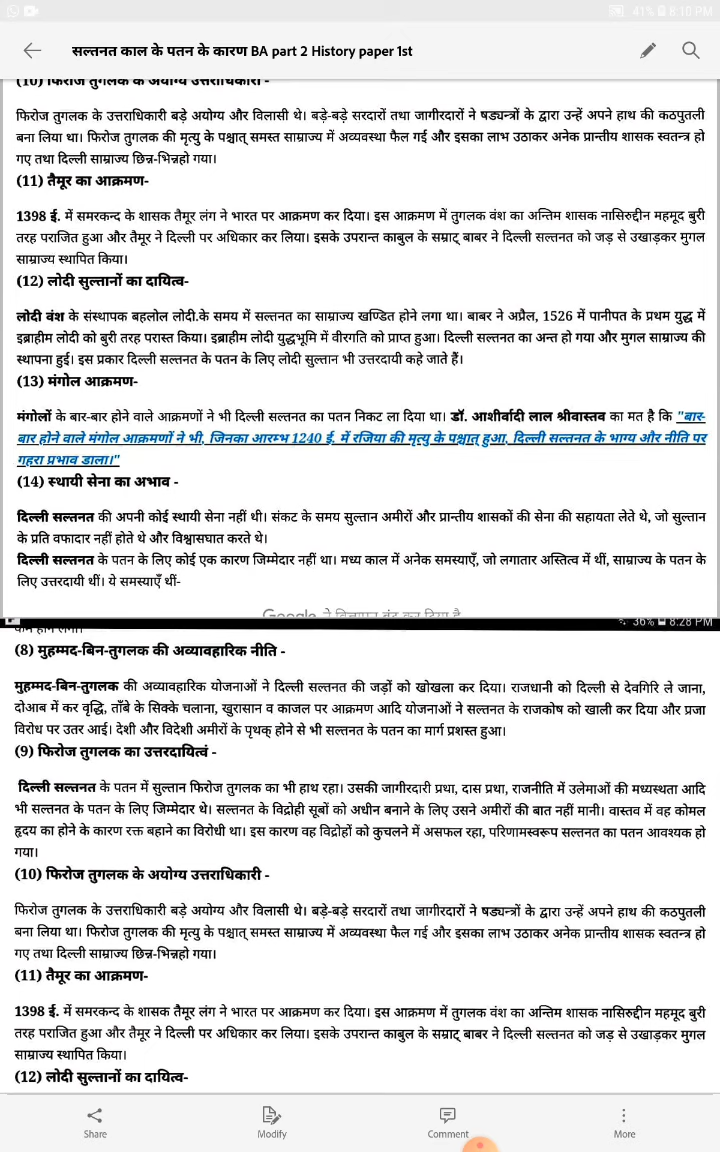 41% 8:10 PM
सल्तनत काल के पतन के कारण BA part 2 History paper 1st
(10) फिरोज तुगलक के अयोग्य उत्तराधिकारी -
फिरोज तुगलक के उत्तराधिकारी बड़े अयोग्य और विलासी थे। बड़े-बड़े सरदारों तथा जागीरदारों ने षड्यन्त्रों के द्वारा उन्हें अपने हाथ की कठपुतली
बना लिया था। फिरोज तुगलक की मृत्यु के पश्चात् समस्त साम्राज्य में अव्यवस्था फैल गई और इसका लाभ उठाकर अनेक प्रान्तीय शासक स्वतन्त्र हो
गए तथा दिल्ली साम्राज्य छिन्न-भिन्नहो गया।
(11) तैमूर का आक्रमण-
1398 ई. में समरकन्द के शासक तैमूर लंग ने भारत पर आक्रमण कर दिया। इस आक्रमण में तुगलक वंश का अन्तिम शासक नासिरुद्दीन महमूद बुरी
तरह पराजित हुआ और तैमूर ने दिल्ली पर अधिकार कर लिया। इसके उपरान्त काबुल के सम्राट् बाबर ने दिल्ली सल्तनत को जड़ से उखाड़कर मुगल
साम्राज्य स्थापित किया।
(12) लोदी सुल्तानों का दायित्व-
लोदी वंश के संस्थापक बहलोल लोदी.के समय में सल्तनत का साम्राज्य खण्डित होने लगा था। बाबर ने अप्रैल, 1526 में पानीपत के प्रथम युद्ध में
इब्राहीम लोदी को बुरी तरह परास्त किया। इब्राहीम लोदी युद्धभूमि में वीरगति को प्राप्त हुआ। दिल्ली सल्तनत का अन्त हो गया और मुगल साम्राज्य की
स्थापना हुई। इस प्रकार दिल्ली सल्तनत के पतन के लिए लोदी सुल्तान भी उत्तरदायी कहे जाते हैं।
(13) मंगोल आक्रमण-
मंगोलों के बार-बार होने वाले आक्रमणों ने भी दिल्ली सल्तनत का पतन निकट ला दिया था। डॉ. आशीर्वादी लाल श्रीवास्तव का मत है कि "बार-
बार होने वाले मंगोल आक्रमणों ने भी, जिनका आरम्भ 1240 ई. में रजिया की मृत्यु के पश्चात् हुआ, दिल्ली सल्तनत के भाग्य और नीति पर
गहरा प्रभाव डाला।"
(14) स्थायी सेना का अभाव -
दिल्ली सल्तनत की अपनी कोई स्थायी सेना नहीं थी। संकट के समय सुल्तान अमीरों और प्रान्तीय शासकों की सेना की सहायता लेते थे, जो सुल्तान
के प्रति वफादार नहीं होते थे और विश्वासघात करते थे।
दिल्ली सल्तनत के पतन के लिए कोई एक कारण जिम्मेदार नहीं था। मध्य काल में अनेक समस्याएँ, जो लगातार अस्तित्व में थीं, साम्राज्य के पतन के
लिए उत्तरदायी थीं। ये समस्याएँ थीं-
Google ने विज्ञापन बंद कर दिया है
36% 8:28 PM
(8) मुहम्मद-बिन-तुगलक की अव्यावहारिक नीति -
मुहम्मद-बिन-तुगलक की अव्यावहारिक योजनाओं ने दिल्ली सल्तनत की जड़ों को खोखला कर दिया। राजधानी को दिल्ली से देवगिरि ले जाना,
दोआब में कर वृद्धि, ताँबे के सिक्के चलाना, खुरासान व काजल पर आक्रमण आदि योजनाओं ने सल्तनत के राजकोष को खाली कर दिया और प्रजा
विरोध पर उतर आई। देशी और विदेशी अमीरों के पृथक् होने से भी सल्तनत के पतन का मार्ग प्रशस्त हुआ।
(9) फिरोज तुगलक का उत्तरदायित्वं -
दिल्ली सल्तनत के पतन में सुल्तान फिरोज तुगलक का भी हाथ रहा। उसकी जागीरदारी प्रथा, दास प्रथा, राजनीति में उलेमाओं की मध्यस्थता आदि
भी सल्तनत के पतन के लिए जिम्मेदार थे। सल्तनत के विद्रोही सूबों को अधीन बनाने के लिए उसने अमीरों की बात नहीं मानी। वास्तव में वह कोमल
हृदय का होने के कारण रक्त बहाने का विरोधी था। इस कारण वह विद्रोहों को कुचलने में असफल रहा, परिणामस्वरूप सल्तनत का पतन आवश्यक हो
गया।
(10) फिरोज तुगलक के अयोग्य उत्तराधिकारी -
फिरोज तुगलक के उत्तराधिकारी बड़े अयोग्य और विलासी थे। बड़े-बड़े सरदारों तथा जागीरदारों ने षड्यन्त्रों के द्वारा उन्हें अपने हाथ की कठपुतली
बना लिया था। फिरोज तुगलक की मृत्यु के पश्चात् समस्त साम्राज्य में अव्यवस्था फैल गई और इसका लाभ उठाकर अनेक प्रान्तीय शासक स्वतन्त्र हो
गए तथा दिल्ली साम्राज्य छिन्न-भिन्नहो गया।
(11) तैमूर का आक्रमण-
1398 ई. में समरकन्द के शासक तैमूर लंग ने भारत पर आक्रमण कर दिया। इस आक्रमण में तुगलक वंश का अन्तिम शासक नासिरुद्दीन महमूद बुरी
तरह पराजित हुआ और तैमूर ने दिल्ली पर अधिकार कर लिया। इसके उपरान्त काबुल के सम्राट् बाबर ने दिल्ली सल्तनत को जड़ से उखाड़कर मुगल
साम्राज्य स्थापित किया।
(12) लोदी सुल्तानों का दायित्व-
Share Modify Comment More